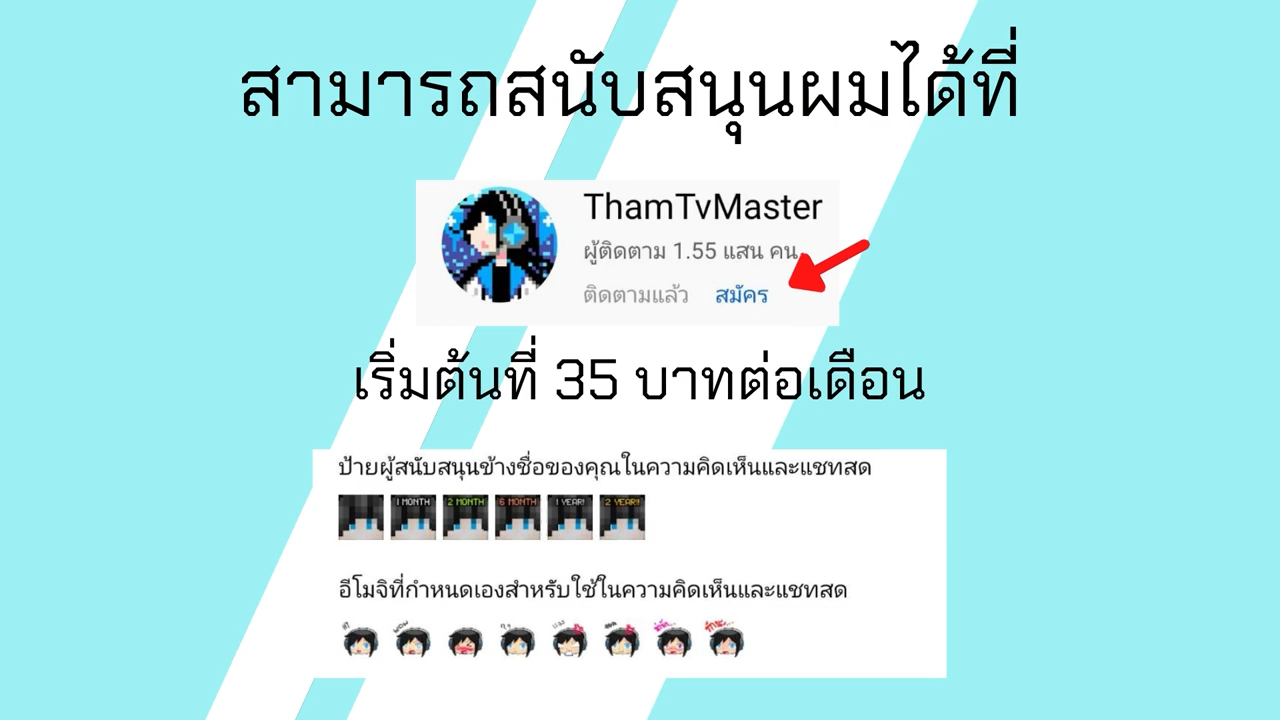 สามารถสนับสนุนผมได้ที่
ThamTvMaster
ผู้ติดตาม 1.55 แสน คน
ติดตามแล้ว สมัคร
เริ่มต้นที่ 35 บาทต่อเดือน
ป้ายผู้สนับสนุนข้างชื่อของคุณในความคิดเห็นและแชทสด
1 MONTH 2 MONTH 6 MONTH 1 YEAR! 2 YEAR!!
อีโมจิที่กำหนดเองสำหรับใช้ในความคิดเห็นและแชทสด